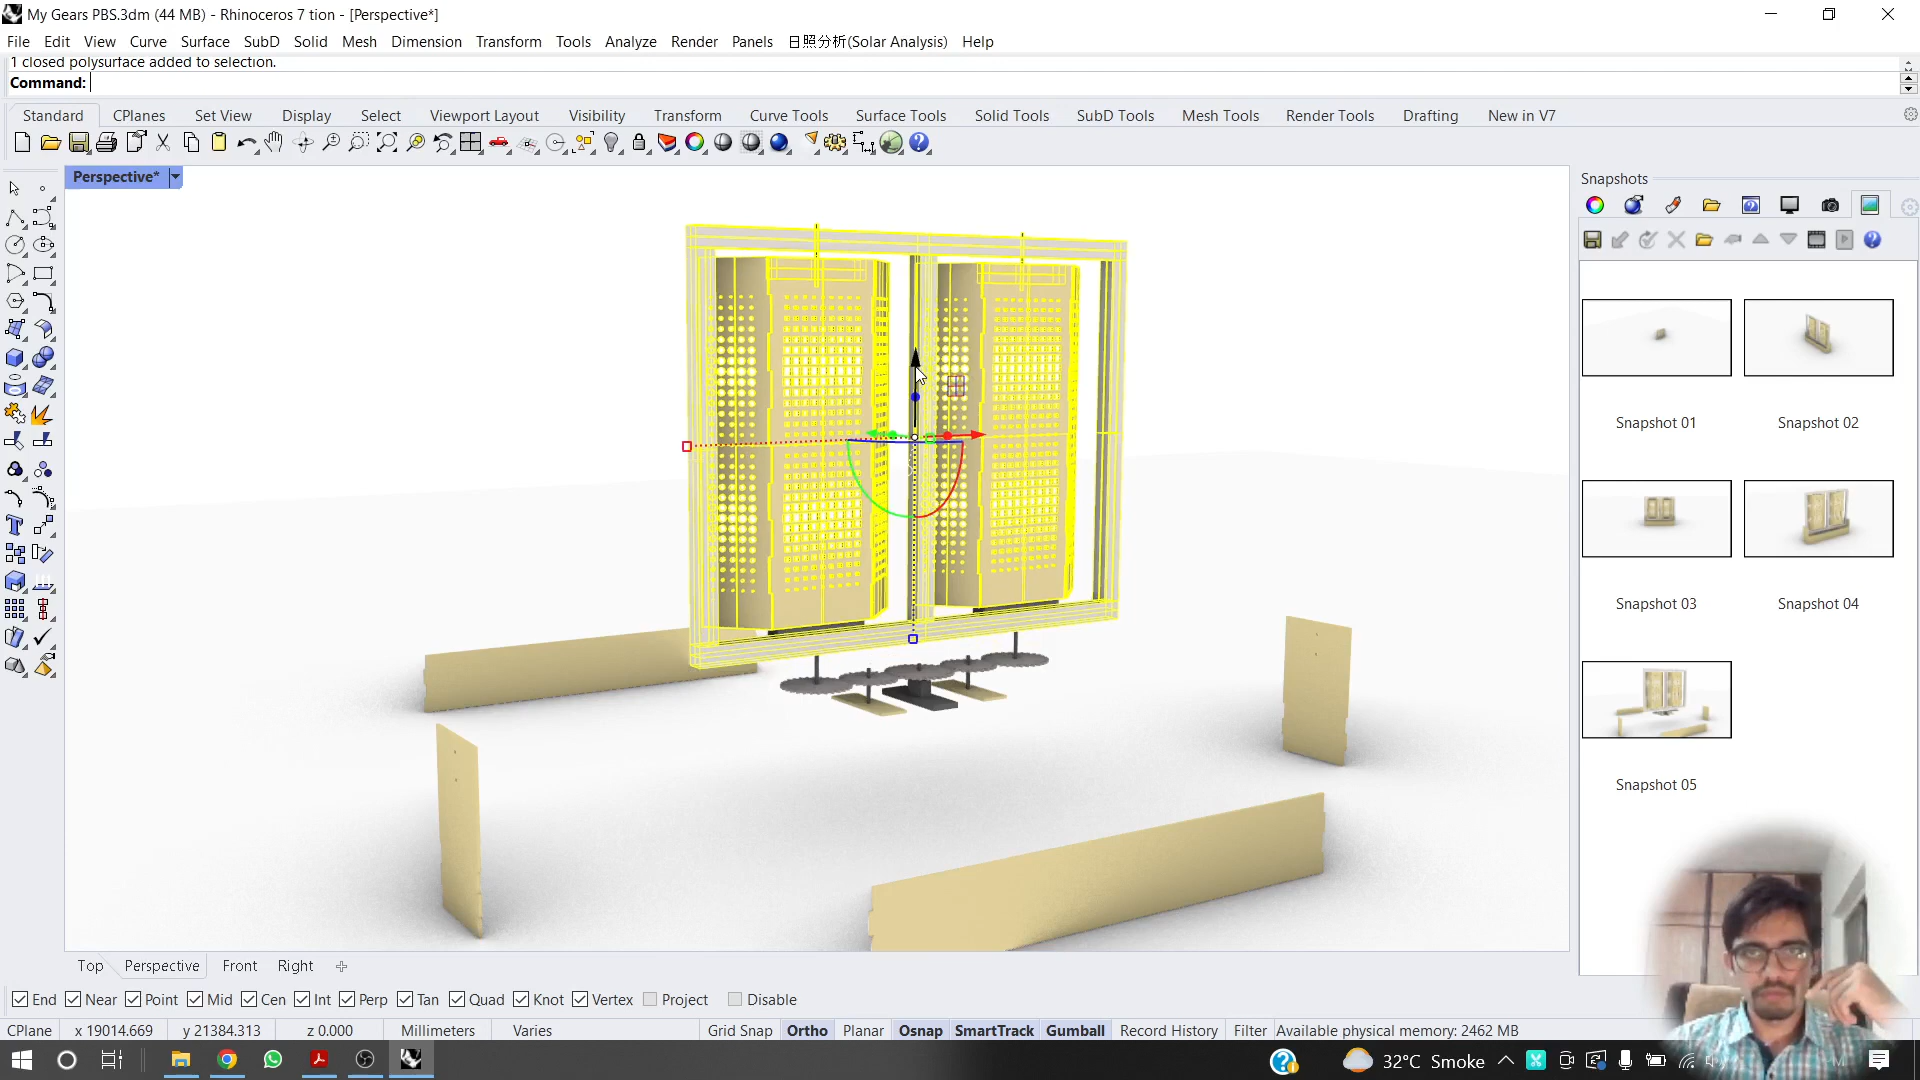 My Gears PBS.3dm (44 MB) - Rhinoceros 7 tion - [Perspective*]
File Edit View Curve Surface SubD Solid Mesh Dimension Transform Tools Analyze Render Panels 日照分析(Solar Analysis) Help
1 closed polysurface added to selection.
Command:
Standard CPlanes Set View Display Select Viewport Layout Visibility Transform Curve Tools Surface Tools Solid Tools SubD Tools Mesh Tools Render Tools Drafting New in V7
Perspective*
Snapshots
Snapshot 01 Snapshot 02
Snapshot 03 Snapshot 04
Snapshot 05
Top Perspective Front Right
End Near Point Mid Cen Int Perp Tan Quad Knot Vertex Project Disable
CPlane x 19014.669 y 21384.313 z 0.000 Millimeters Varies Grid Snap Ortho Planar Osnap SmartTrack Gumball Record History Filter Available physical memory: 2462 MB
32°C Smoke